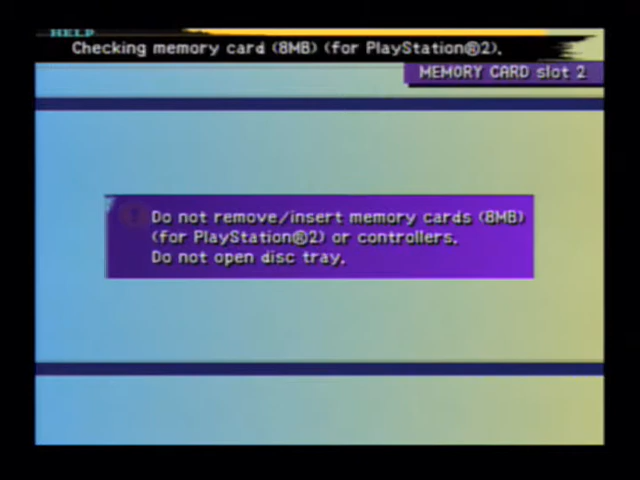 HELP
Checking memory card (8MB) (for PlayStation®2).
MEMORY CARD slot 2
Do not remove/insert memory cards (8MB)
(for PlayStation®2) or controllers.
Do not open disc tray.